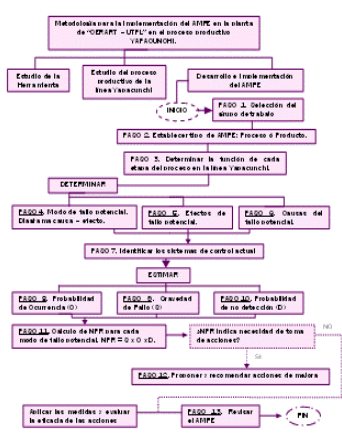 Metodología para la Implementación del AMFE en la planta
de "CERART – UTPL" en el proceso productivo
YAPACUNCHI.
Estudio de la
Herramienta
Estudio del proceso
productivo de la
línea Yapacunchi
Desarrollo e Implementación
del AMFE
INICIO
PASO 1. Selección del
grupo de trabajo
PASO 2. Establecer tipo de AMFE: Proceso o Producto.
PASO 3. Determinar la función de cada
etapa del proceso en la línea Yapacunchi.
DETERMINAR
PASO 4. Modo de fallo potencial.
Diagrama causa – efecto.
PASO 5. Efectos de
fallo potencial.
PASO 6. Causas del
fallo potencial.
PASO 7. Identificar los sistemas de control actual
ESTIMAR
PASO 8. Probabilidad
de Ocurrencia (O)
PASO 9. Gravedad
de Fallo (S)
PASO 10. Probabilidad
de no detección (D)
PASO 11. Calculo de NPR para cada
modo de fallo potencial. NPR = S x O x D.
¿NPR indica necesidad de toma
de acciones?
NO
SI
PASO 12. Proponer y recomendar acciones de mejora
Aplicar las medidas y evaluar
la eficacia de las acciones
PASO 13. Revisar
el AMFE
FIN